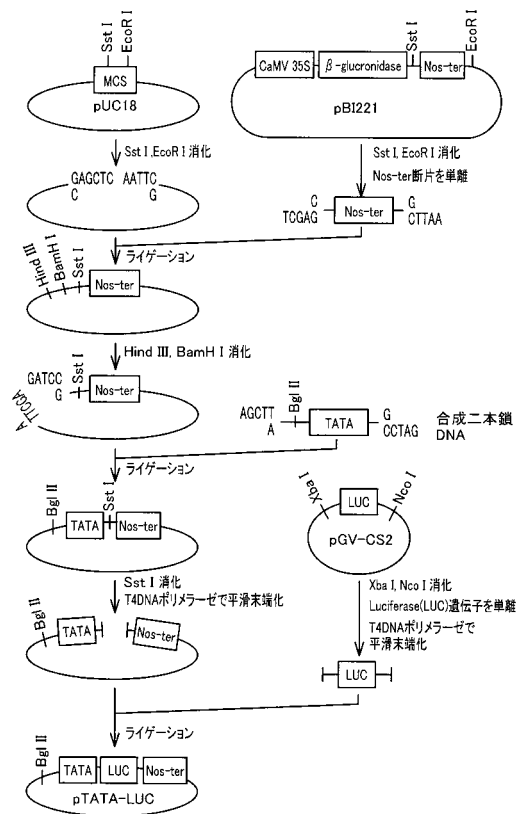 Sst I
EcoR I
MCS
pUC18
Sst I
EcoR I
CaMV 35S
β-glucronidase
Nos-ter
pBI221
Sst I,EcoR I 消化
GAGCTC AATTC
C G
Sst I,EcoR I 消化
Nos-ter断片を単離
C
TCGAG
Nos-ter
G
CTTAA
ライゲーション
Hind III
BamH I
Sst I
Nos-ter
Hind III, BamH I 消化
GATCC
G
Sst I
Nos-ter
A
TTCGA
AGCTT
A
Bgl II
TATA
G
CCTAG
合成二本鎖
DNA
ライゲーション
Bgl II
Sst I
TATA
Nos-ter
Xba I
LUC
Nco I
pGV-CS2
Sst I 消化
T4DNAポリメラーゼで平滑末端化
Xba I, Nco I 消化
Luciferase(LUC)遺伝子を単離
T4DNAポリメラーゼで
平滑末端化
Bgl II
TATA
Nos-ter
LUC
ライゲーション
Bgl II
TATA
LUC
Nos-ter
pTATA-LUC